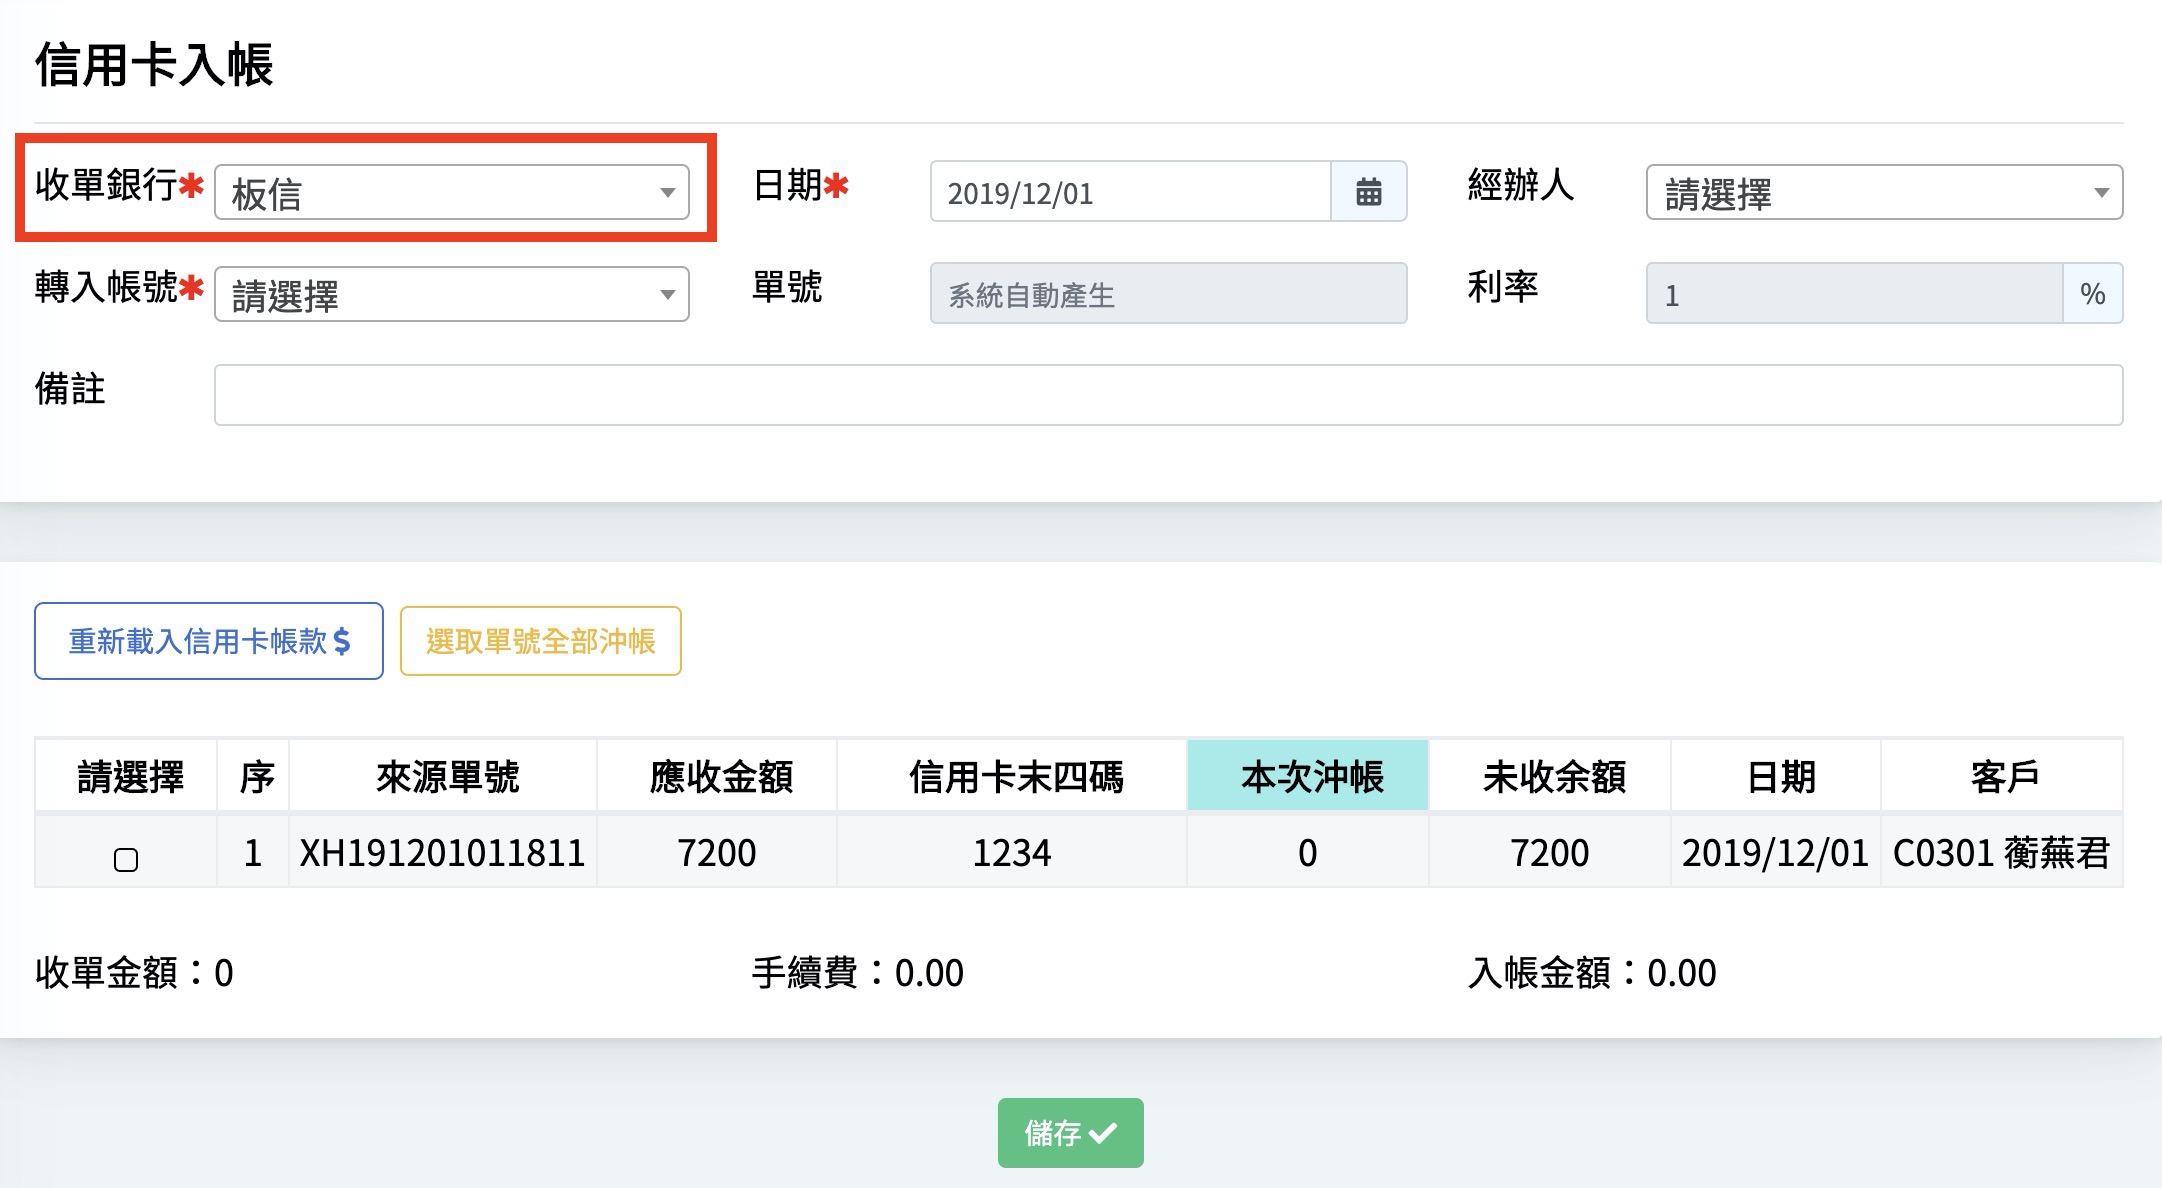 信用卡入帳
收單銀行✱ 板信 日期✱ 2019/12/01 經辦人 請選擇
轉入帳號✱ 請選擇 單號 系統自動產生 利率 1 %
備註
重新載入信用卡帳款$ 選取單號全部沖帳
請選擇 序 來源單號 應收金額 信用卡末四碼 本次沖帳 未收余額 日期 客戶
1 XH191201011811 7200 1234 0 7200 2019/12/01 C0301 蘅蕪君
收單金額：0 手續費：0.00 入帳金額：0.00
儲存